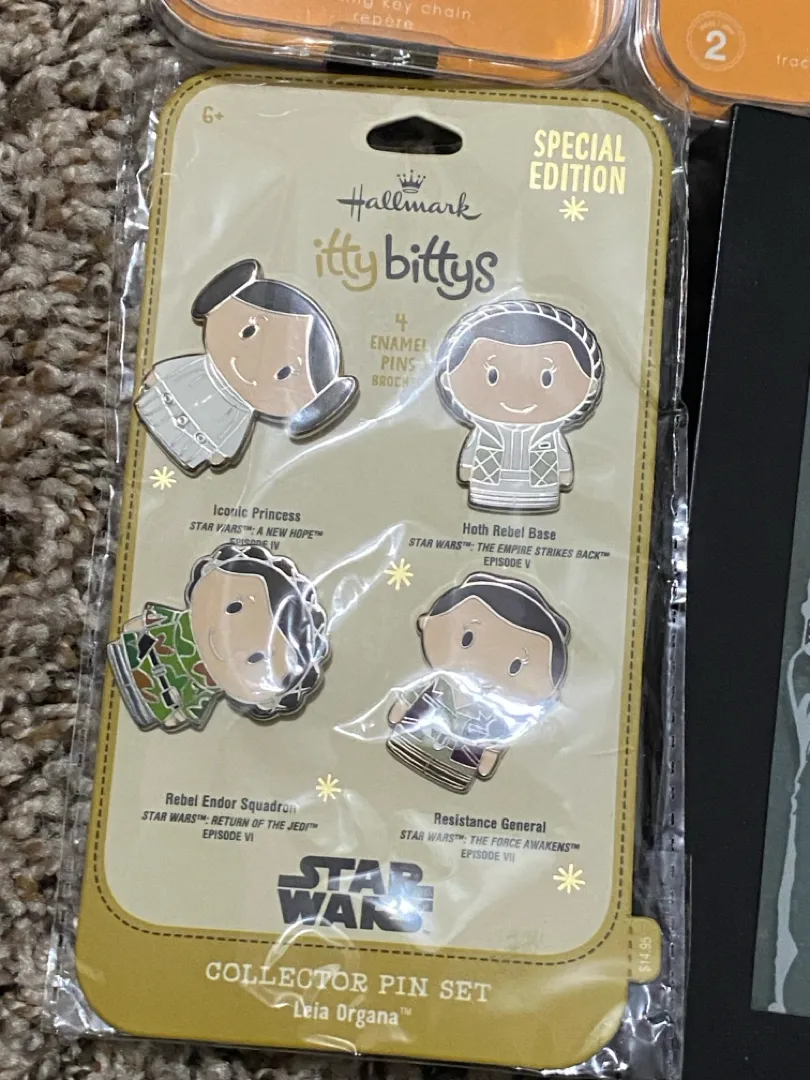 key chain
repère
2
6+
SPECIAL
EDITION
Hallmark
itty bittys
4
ENAMEL
PINS
Iconic Princess
STAR WARS™: A NEW HOPE™
EPISODE IV
Hoth Rebel Base
STAR WARS™: THE EMPIRE STRIKES BACK™
EPISODE V
Rebel Endor Squadron
STAR WARS™: RETURN OF THE JEDI™
EPISODE VI
Resistance General
STAR WARS™: THE FORCE AWAKENS™
EPISODE VII
STAR
WARS
$14.95
COLLECTOR PIN SET
Leia Organa™